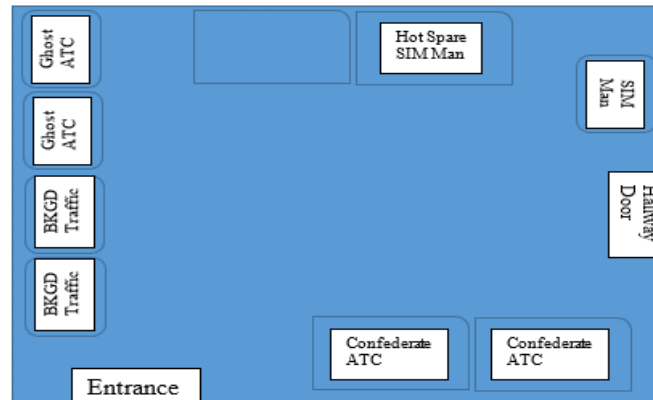 Ghost
ATC
Hot Spare
SIM Man
SIM
Man
Ghost
ATC
BKGD
Traffic
Hallway
Door
BKGD
Traffic
Confederate
ATC
Confederate
ATC
Entrance